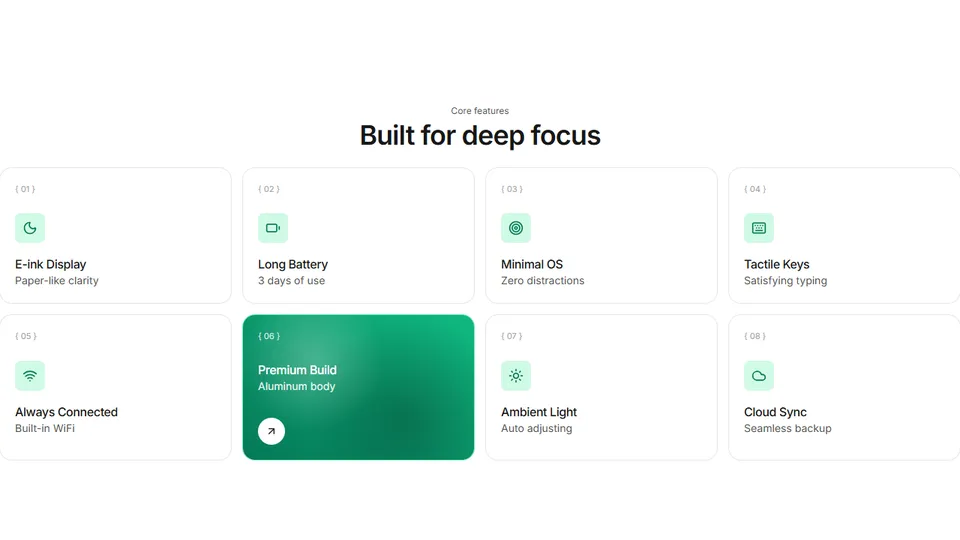 Core features
Built for deep focus
{ 01 }
E-ink Display
Paper-like clarity
{ 02 }
Long Battery
3 days of use
{ 03 }
Minimal OS
Zero distractions
{ 04 }
Tactile Keys
Satisfying typing
{ 05 }
Always Connected
Built-in WiFi
{ 06 }
Premium Build
Aluminum body
{ 07 }
Ambient Light
Auto adjusting
{ 08 }
Cloud Sync
Seamless backup